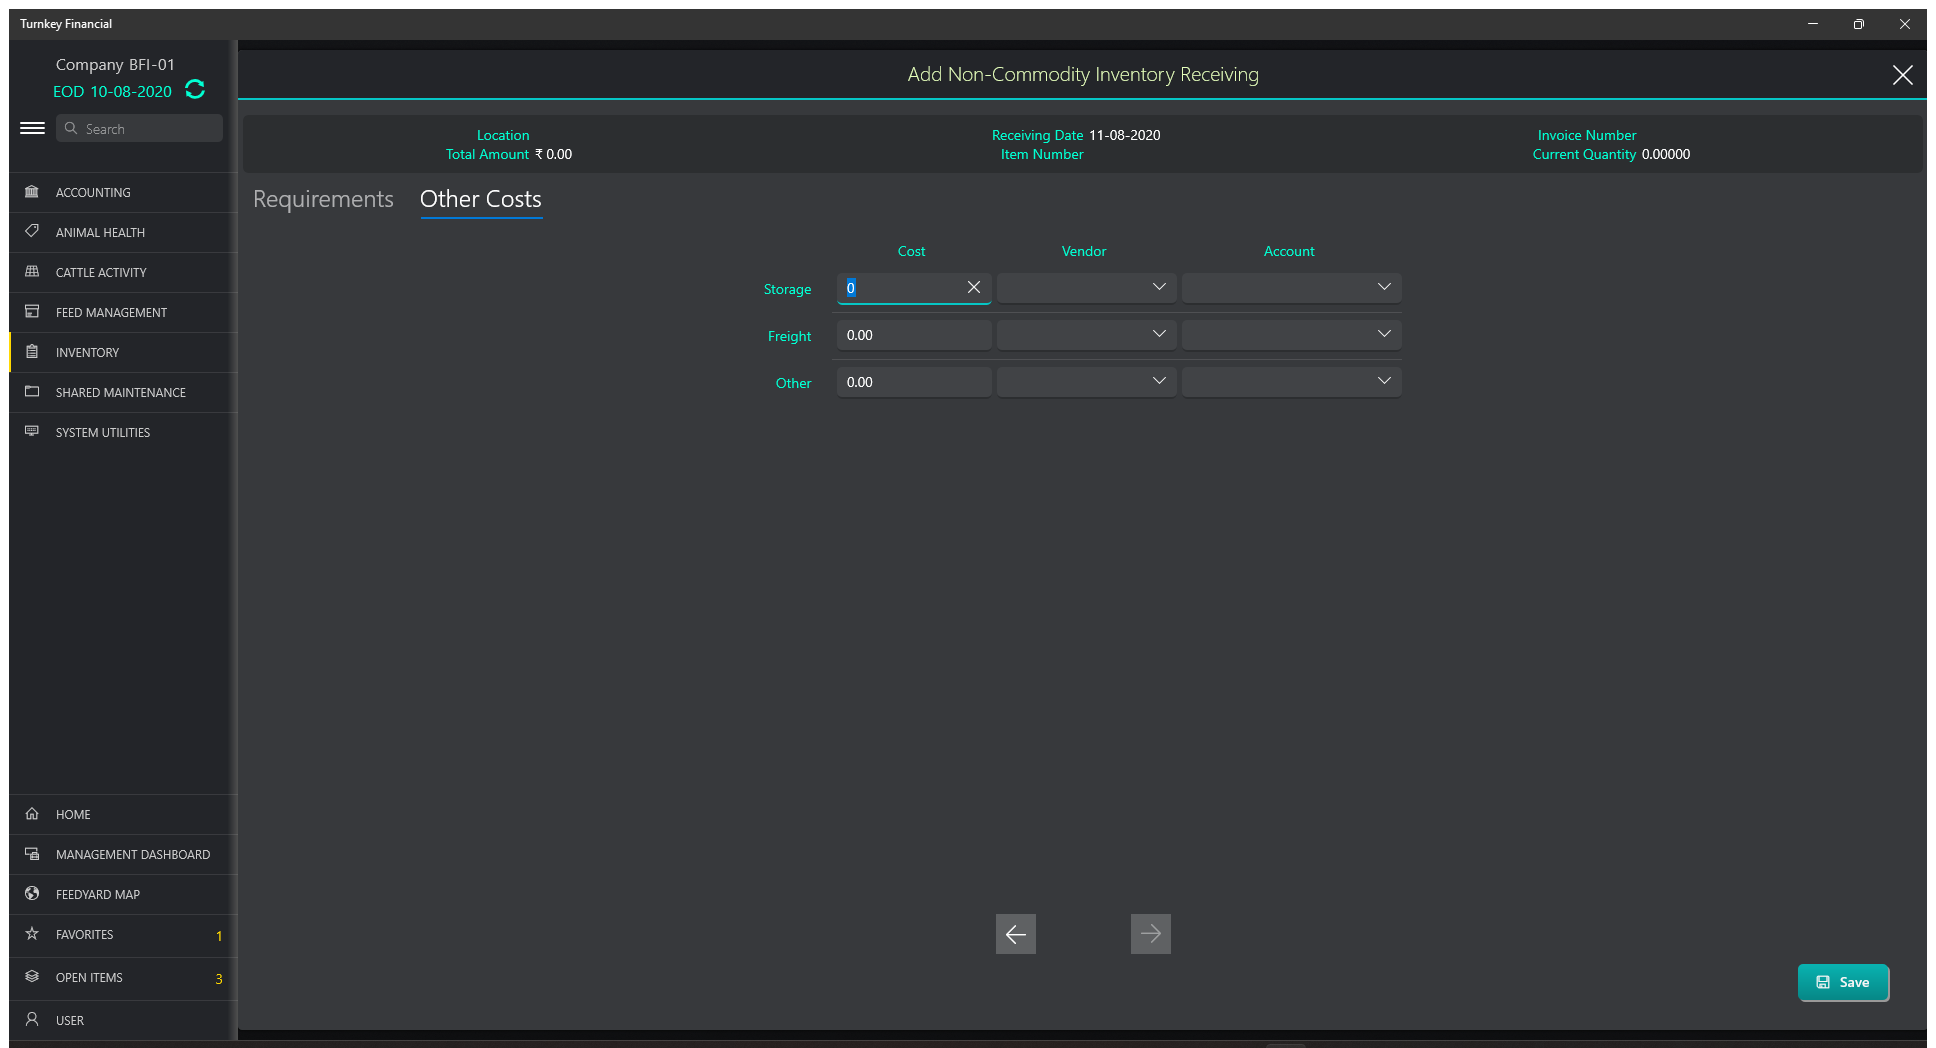 Turnkey Financial
Company BFI-01
EOD 10-08-2020
Search
ACCOUNTING
ANIMAL HEALTH
CATTLE ACTIVITY
FEED MANAGEMENT
INVENTORY
SHARED MAINTENANCE
SYSTEM UTILITIES
HOME
MANAGEMENT DASHBOARD
FEEDYARD MAP
FAVORITES 1
OPEN ITEMS 3
USER
Add Non-Commodity Inventory Receiving
Location Receiving Date 11-08-2020 Invoice Number
Total Amount ₹ 0.00 Item Number Current Quantity 0.00000
Requirements Other Costs
Cost Vendor Account
Storage 0
Freight 0.00
Other 0.00
Save